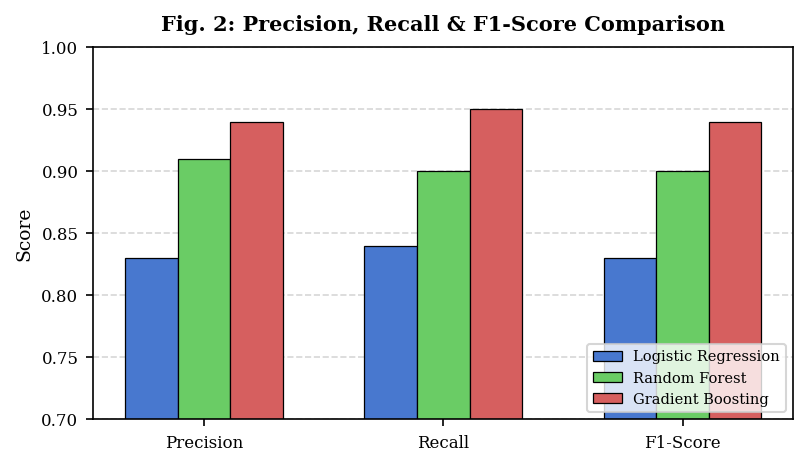 Fig. 2: Precision, Recall & F1-Score Comparison
1.00
0.95
0.90
0.85
0.80
0.75
0.70
Score
Precision
Recall
F1-Score
Logistic Regression
Random Forest
Gradient Boosting